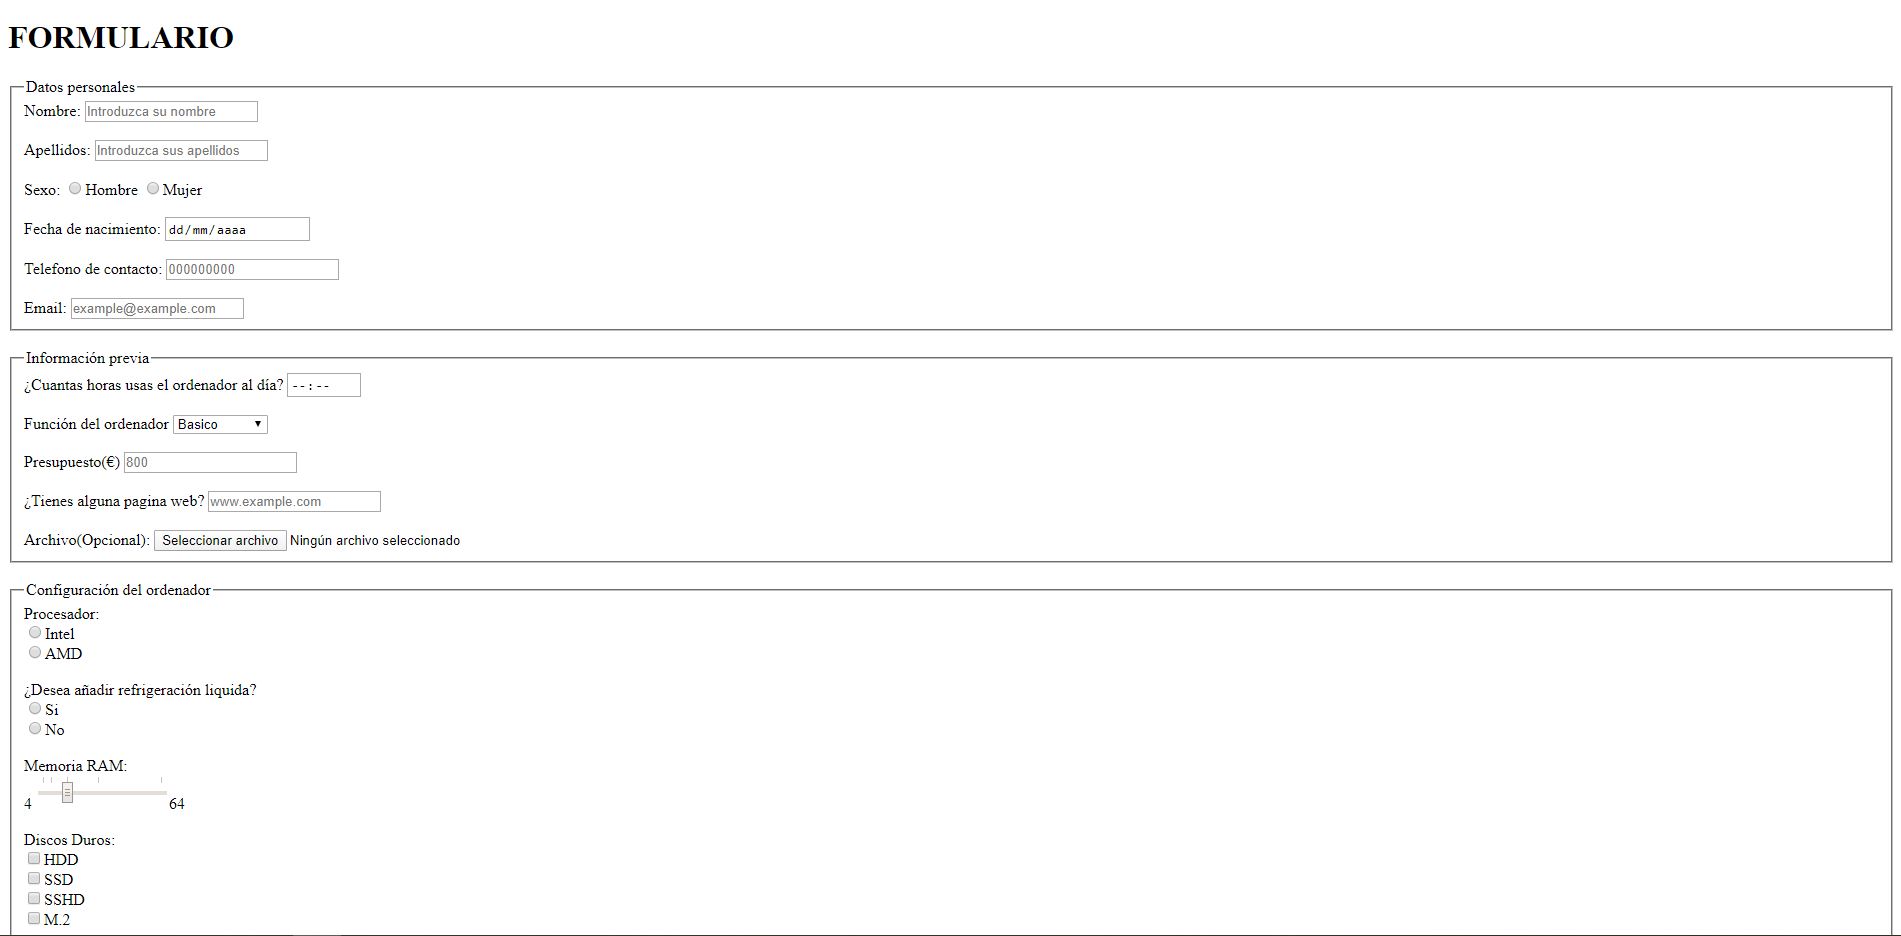 FORMULARIO
Datos personales
Nombre: Introduzca su nombre
Apellidos: Introduzca sus apellidos
Sexo: Hombre Mujer
Fecha de nacimiento: dd/mm/aaaa
Telefono de contacto: 000000000
Email: example@example.com
Información previa
¿Cuantas horas usas el ordenador al día? --:--
Función del ordenador Basico
Presupuesto(€) 800
¿Tienes alguna pagina web? www.example.com
Archivo(Opcional): Seleccionar archivo Ningún archivo seleccionado
Configuración del ordenador
Procesador:
Intel
AMD
¿Desea añadir refrigeración liquida?
Si
No
Memoria RAM:
4 64
Discos Duros:
HDD
SSD
SSHD
M.2